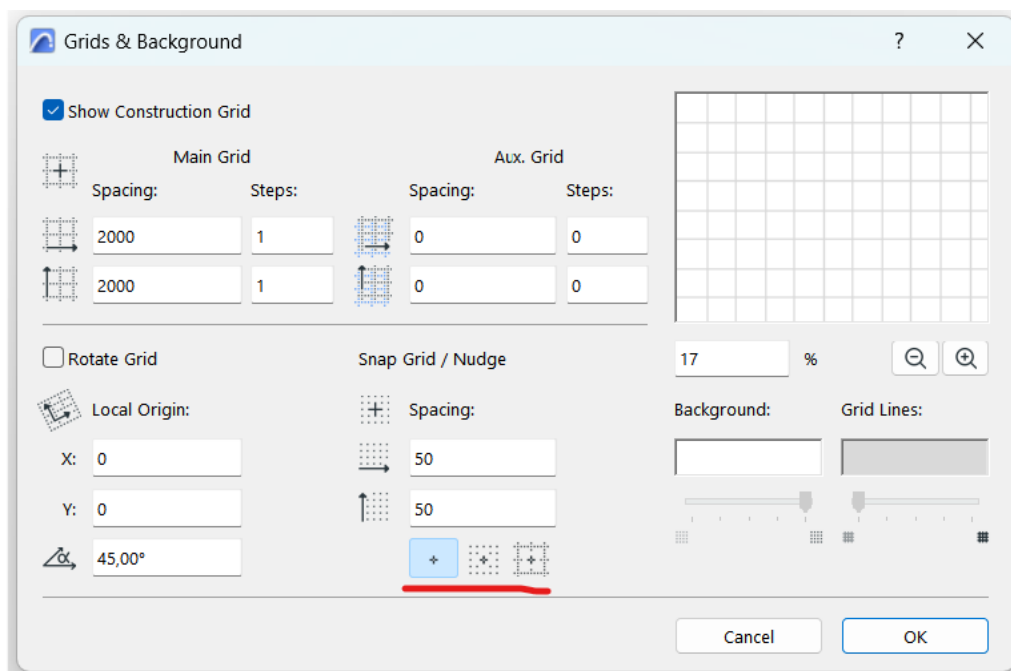 Grids & Background
?
Show Construction Grid
Main Grid
Aux. Grid
Spacing:
Steps:
Spacing:
Steps:
2000
1
0
0
2000
1
0
0
Rotate Grid
Snap Grid / Nudge
17
%
Local Origin:
Spacing:
Background:
Grid Lines:
X:
0
50
Y:
0
50
α
45,00°
Cancel
OK